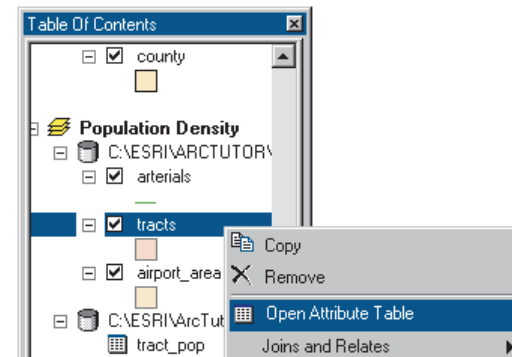 Table Of Contents
county
Population Density
C:\ESRI\ARCTUTOR\
arterials
tracts
Copy
airport_area
Remove
Open Attribute Table
C:\ESRI\ArcTut
tract_pop
Joins and Relates